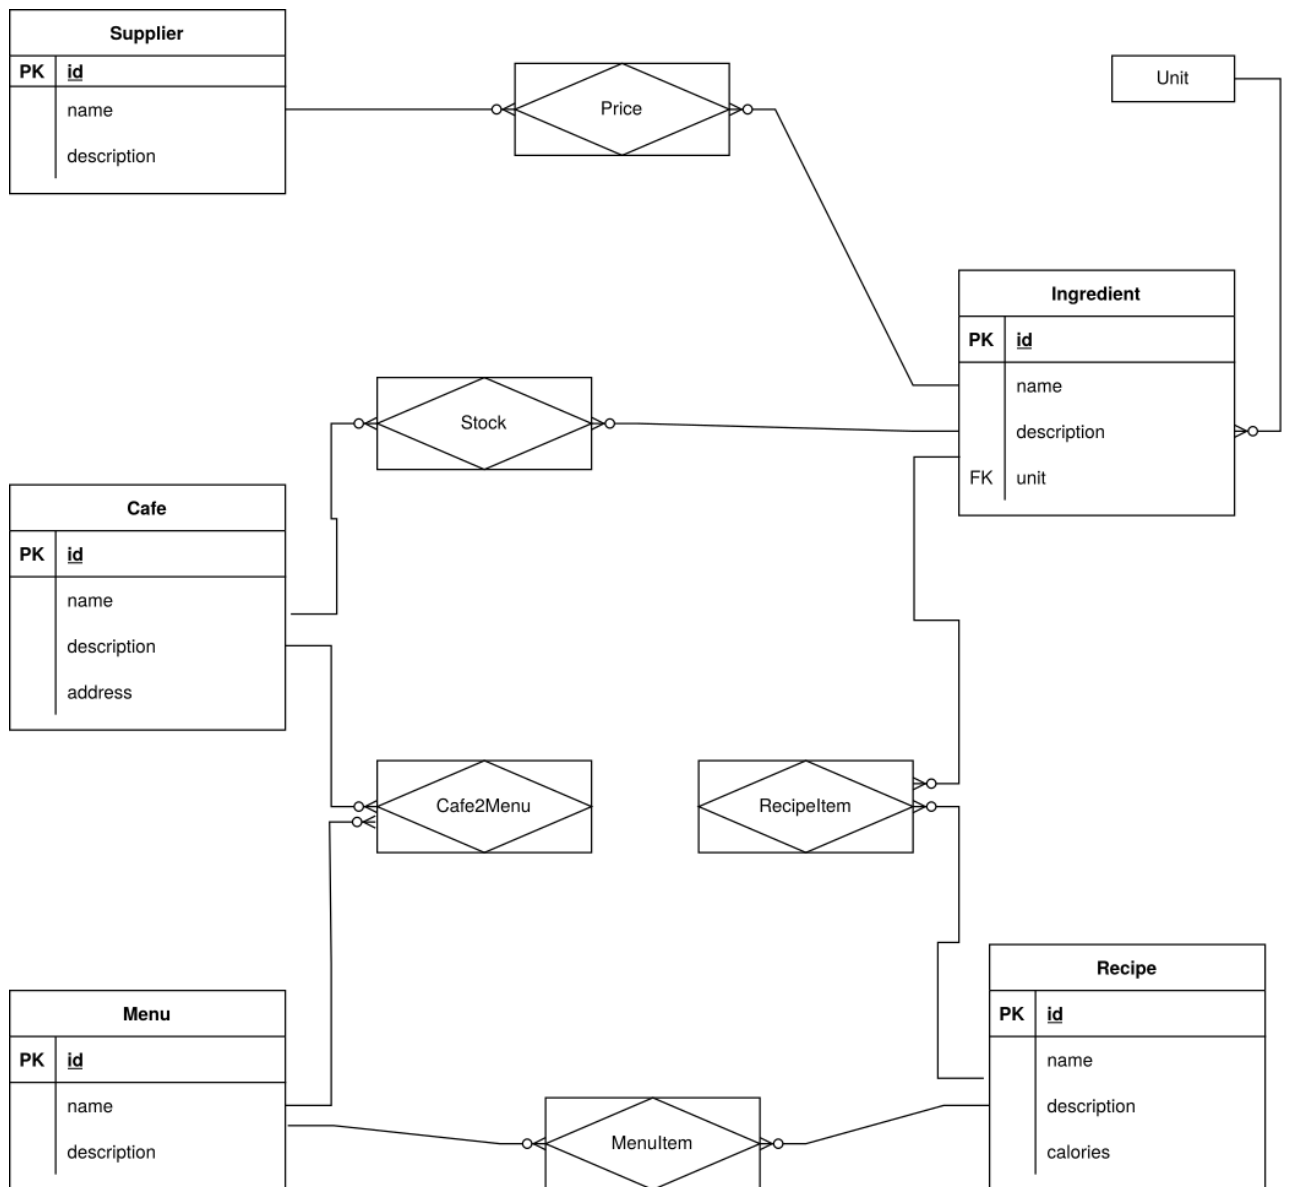 Supplier
PK id
name
description
Price
Unit
Ingredient
PK id
name
description
FK unit
Stock
Cafe
PK id
name
description
address
Cafe2Menu
RecipeItem
Recipe
PK id
name
description
calories
Menu
PK id
name
description
MenuItem